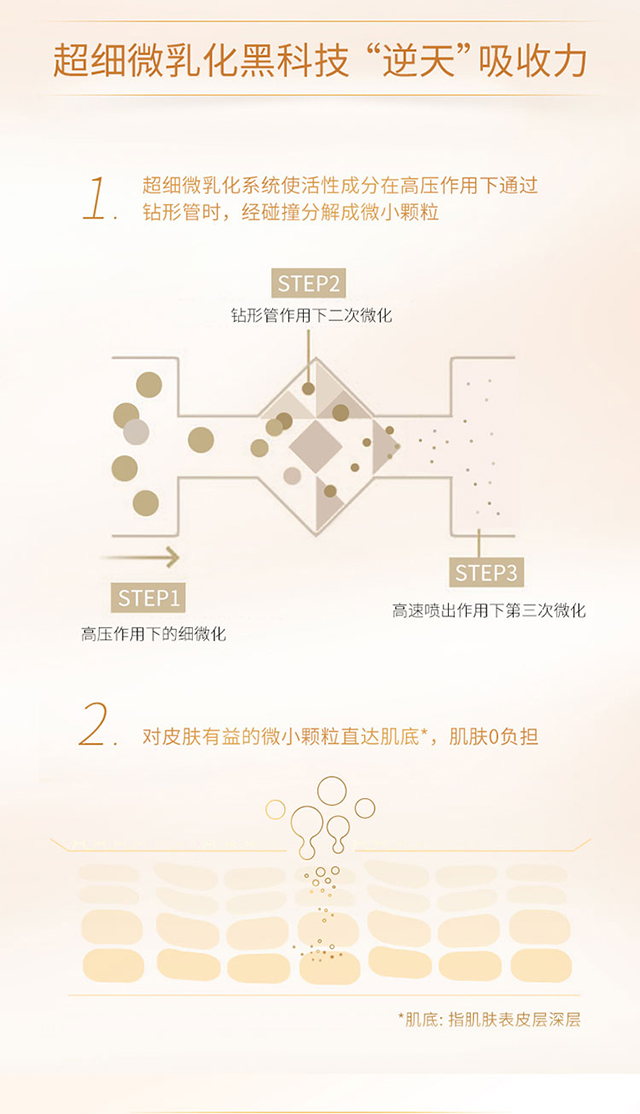 超细微乳化黑科技“逆天”吸收力
1.
超细微乳化系统使活性成分在高压作用下通过
钻形管时，经碰撞分解成微小颗粒
STEP2
钻形管作用下二次微化
STEP1
高压作用下的细微化
STEP3
高速喷出作用下第三次微化
2.
对皮肤有益的微小颗粒直达肌底*，肌肤0负担
*肌底: 指肌肤表皮层深层